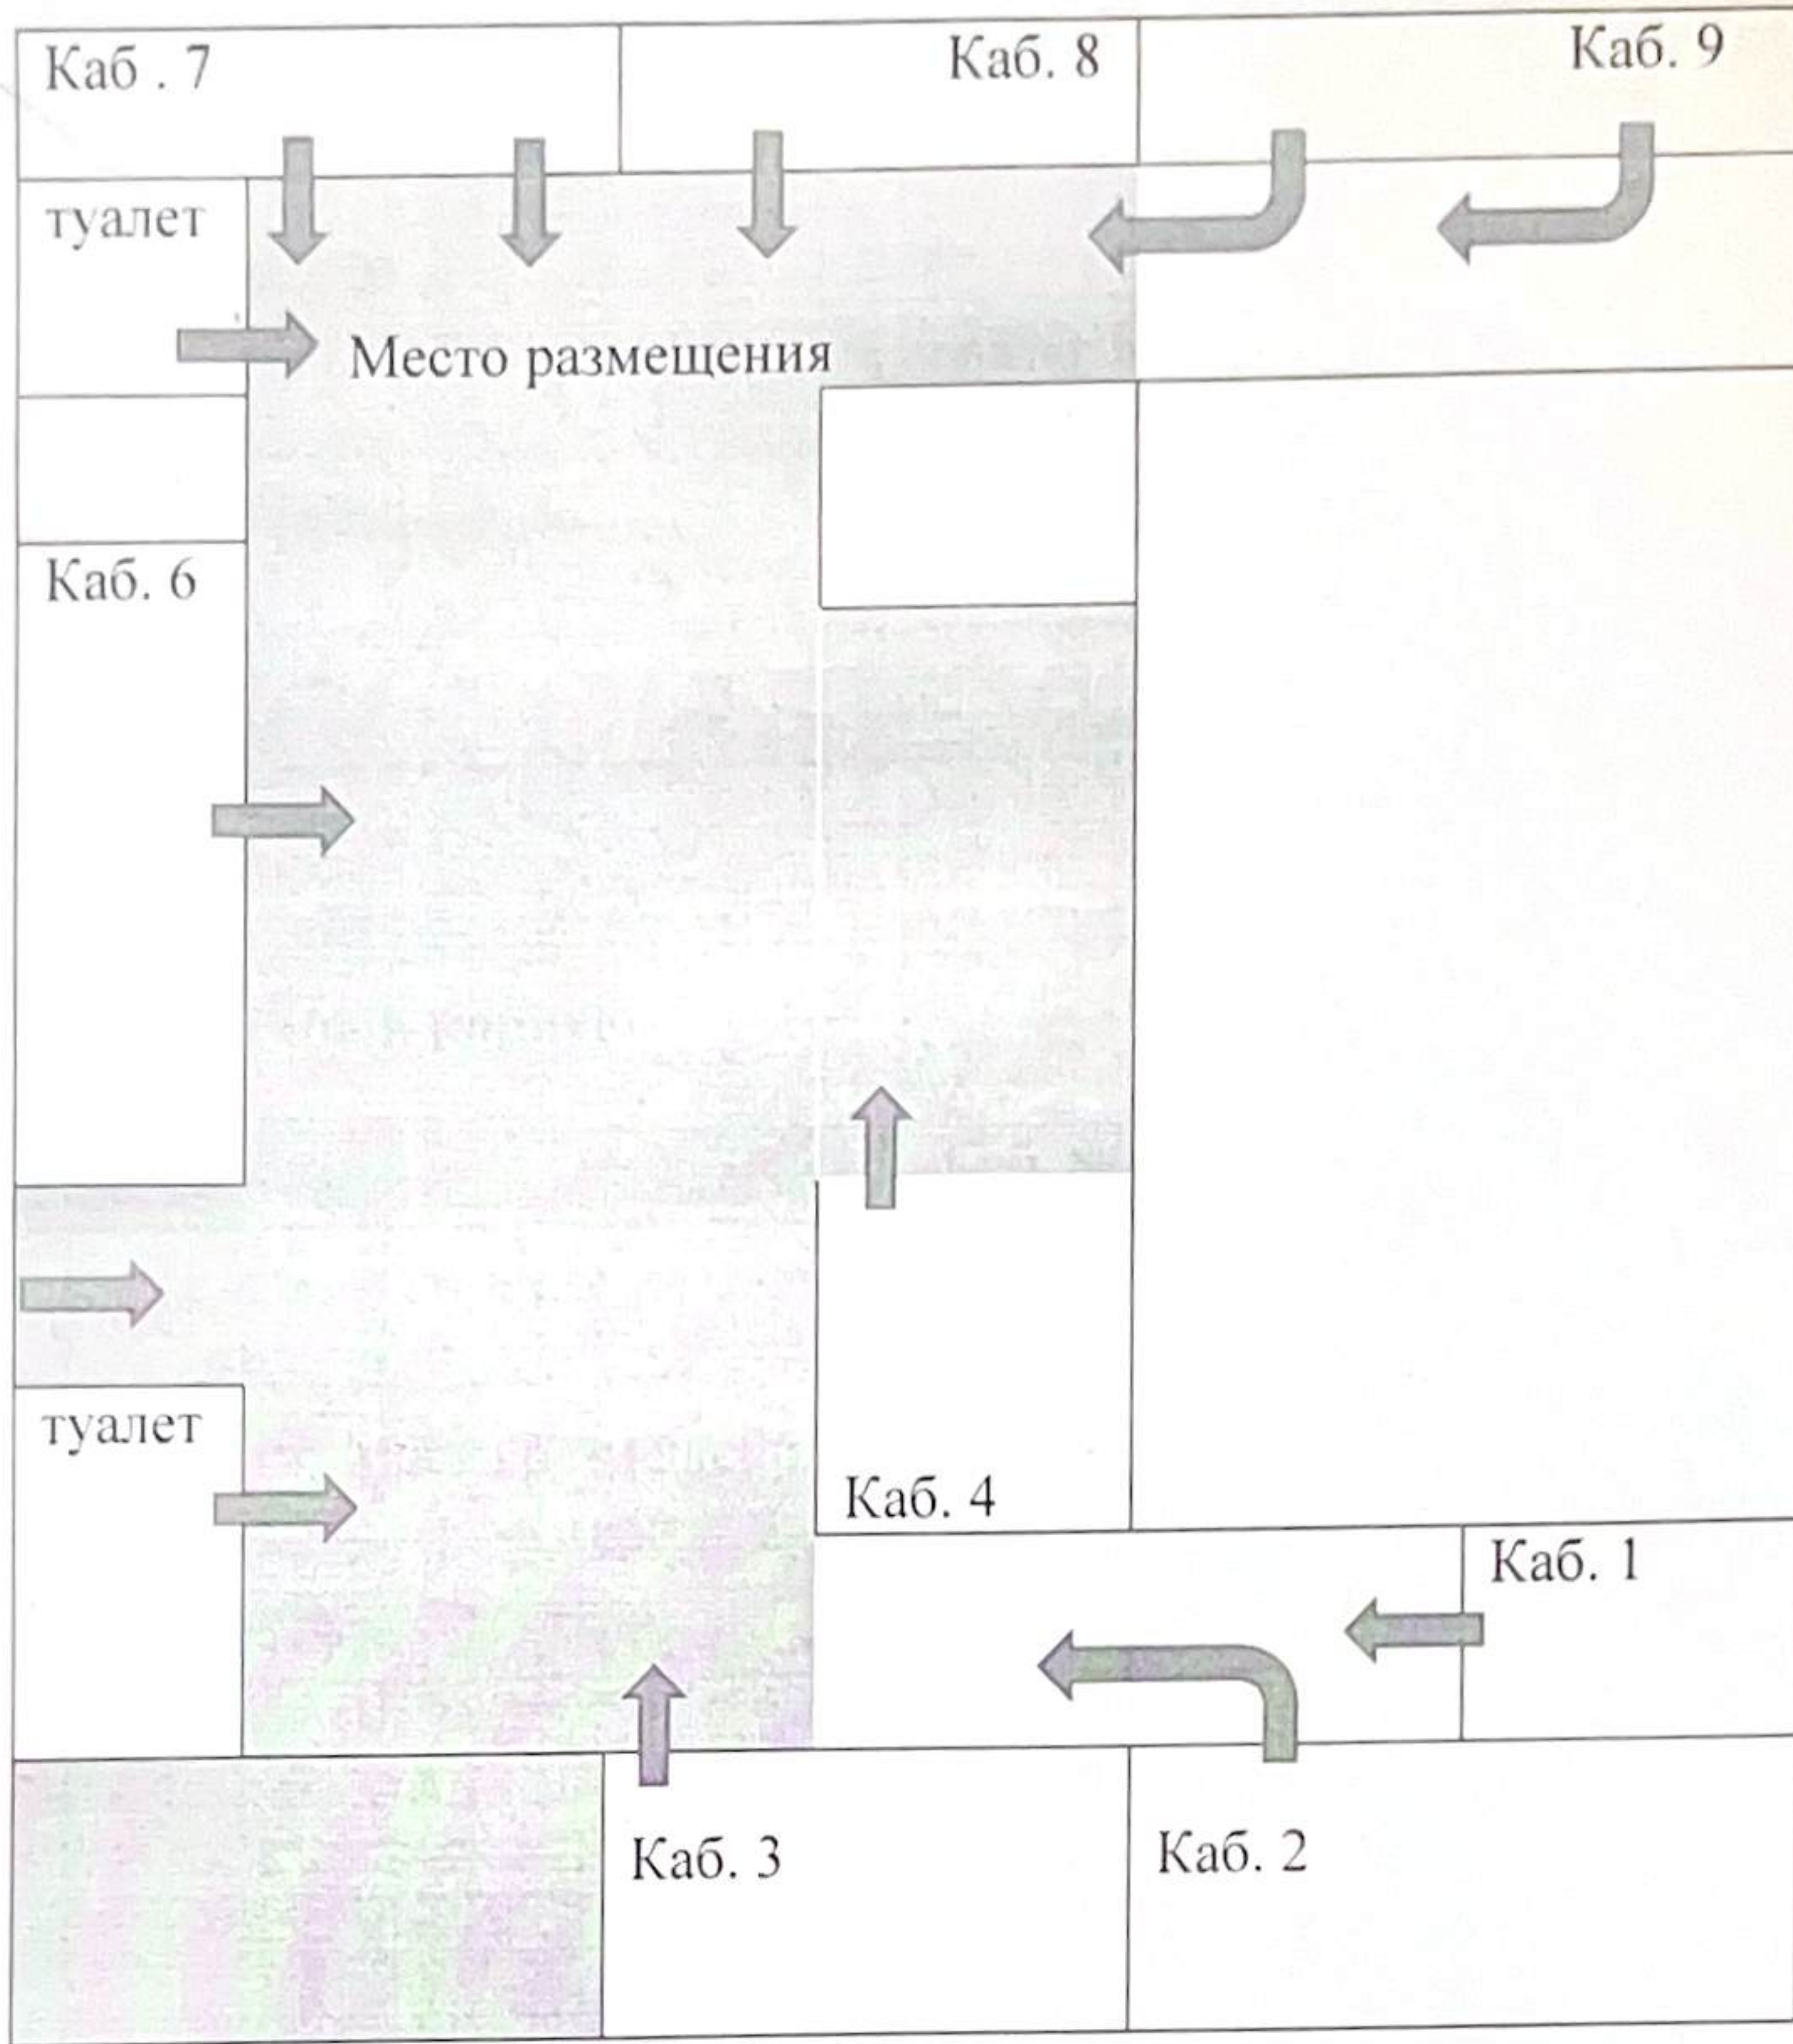 Каб . 7
Каб. 8
Каб. 9
туалет
Место размещения
Каб. 6
туалет
Каб. 4
Каб. 1
Каб. 3
Каб. 2